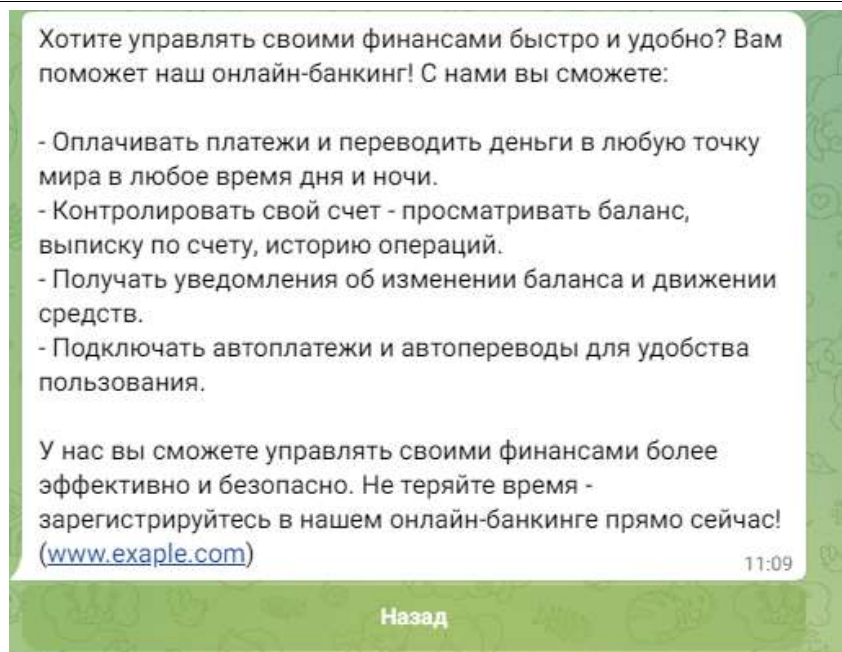 Хотите управлять своими финансами быстро и удобно? Вам
поможет наш онлайн-банкинг! С нами вы сможете:
- Оплачивать платежи и переводить деньги в любую точку
мира в любое время дня и ночи.
- Контролировать свой счет - просматривать баланс,
выписку по счету, историю операций.
- Получать уведомления об изменении баланса и движении
средств.
- Подключать автоплатежи и автопереводы для удобства
пользования.
У нас вы сможете управлять своими финансами более
эффективно и безопасно. Не теряйте время -
зарегистрируйтесь в нашем онлайн-банкинге прямо сейчас!
(www.exaple.com)
11:09
Назад